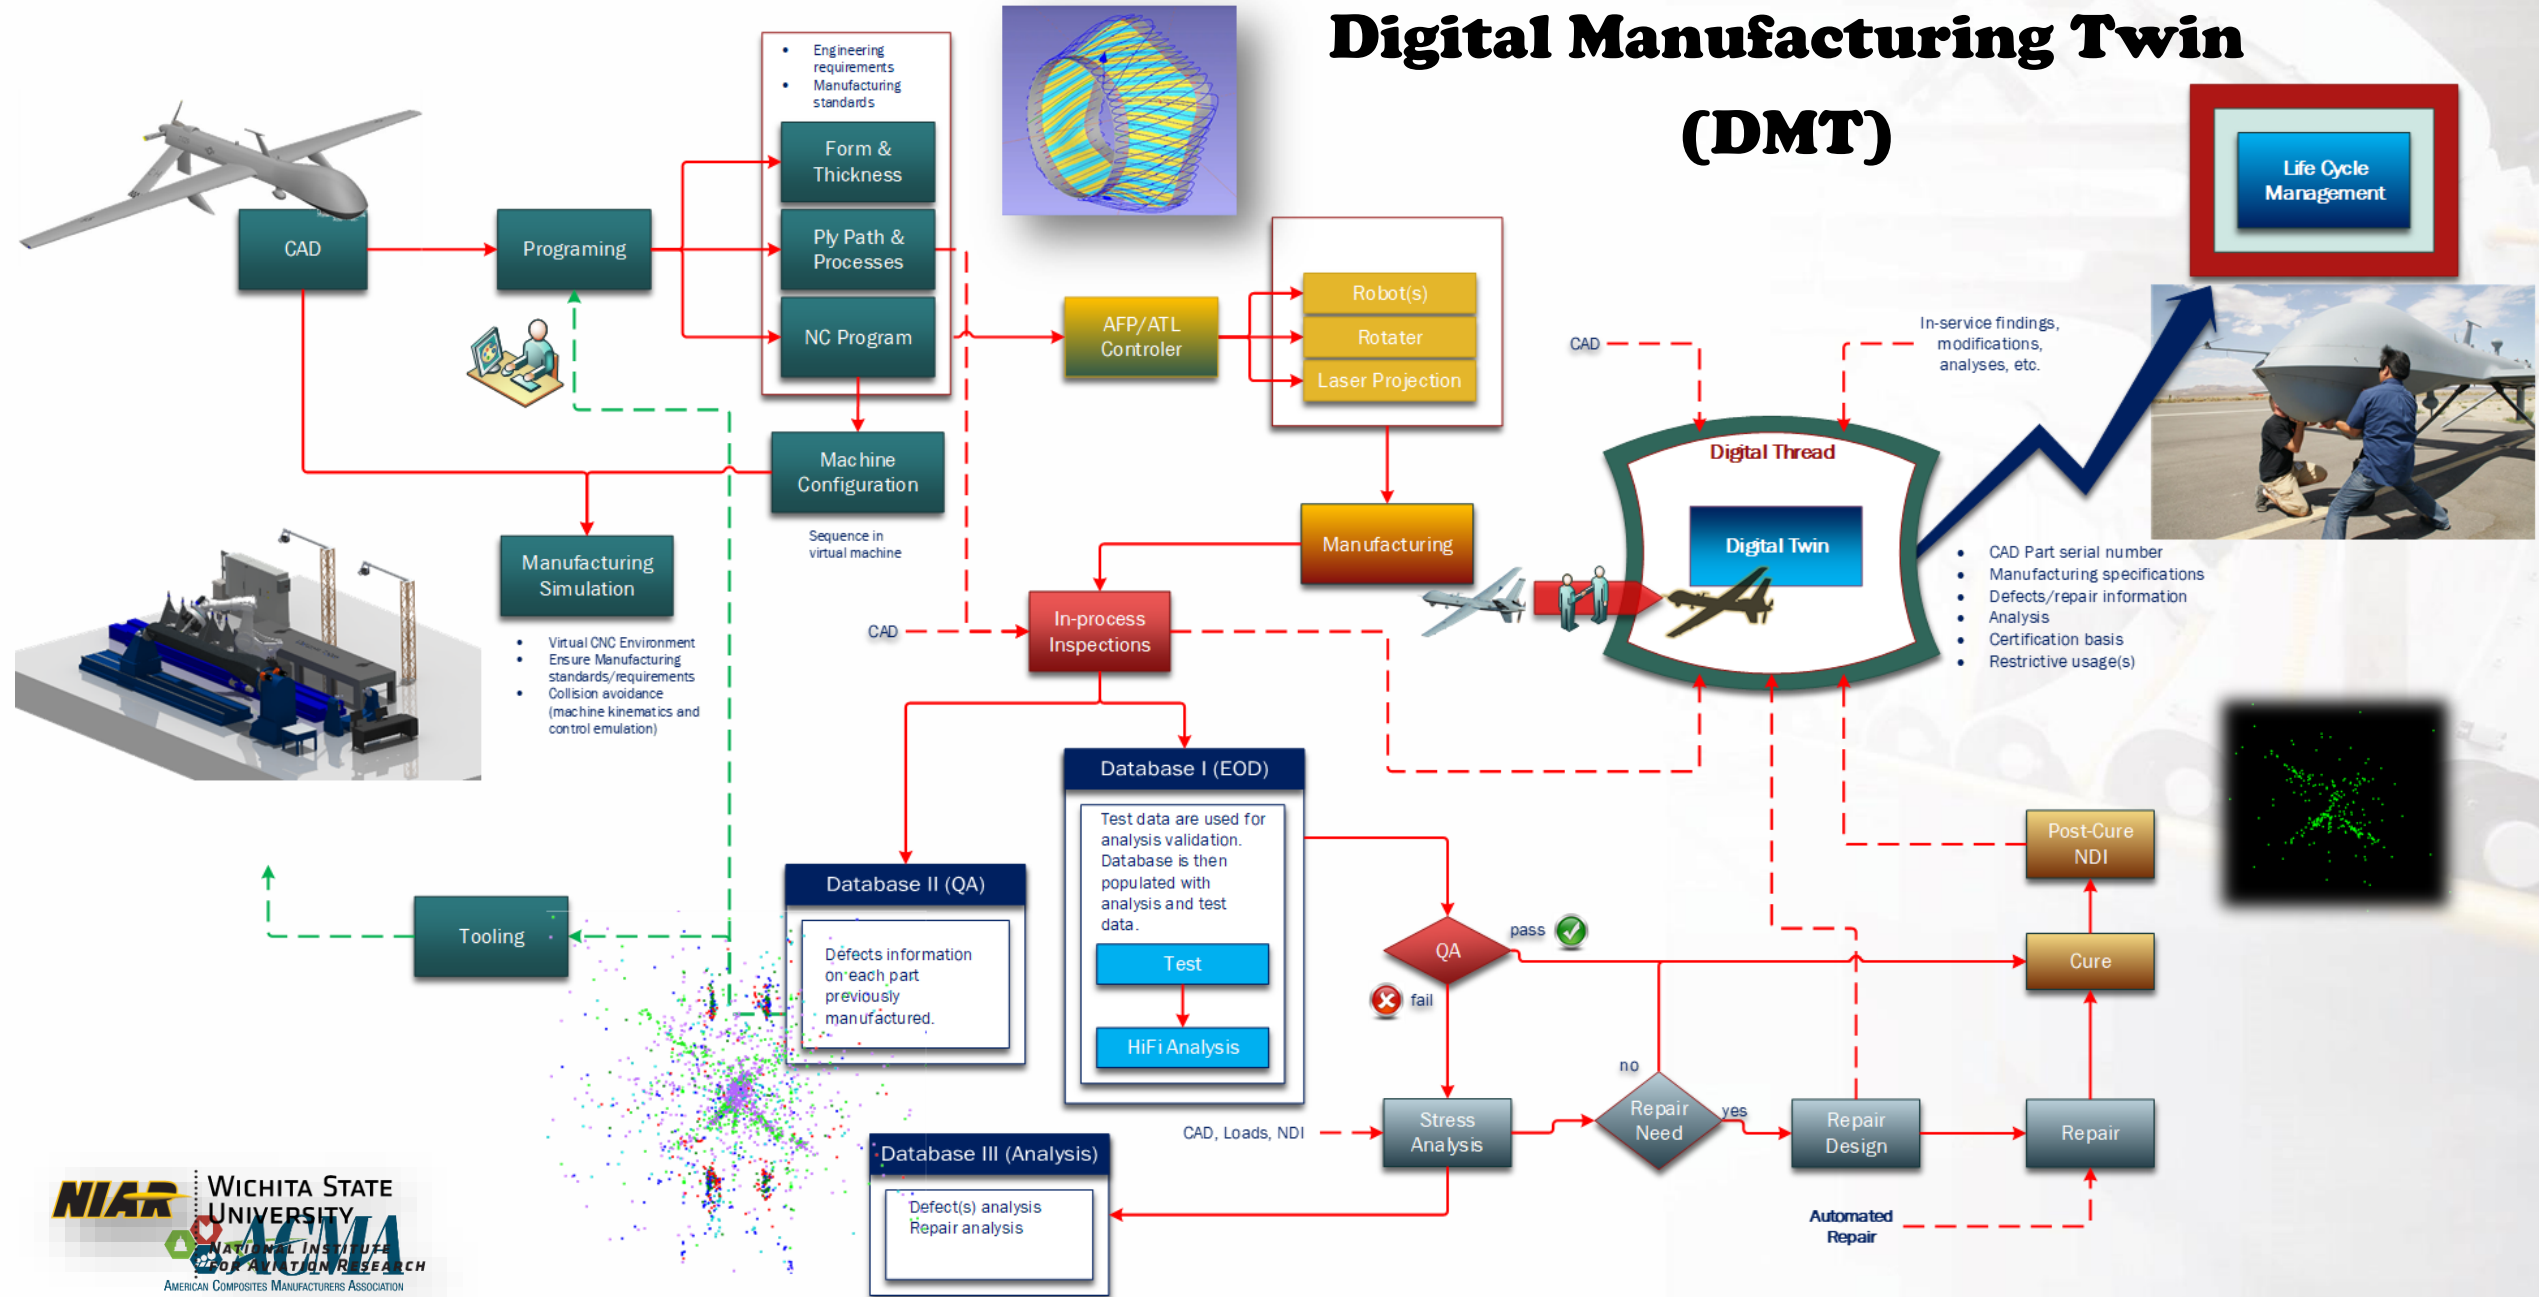 Digital Manufacturing Twin
(DMT)
Engineering
requirements
Manufacturing
standards
Form &
Thickness
Ply Path &
Processes
NC Program
CAD
Programing
AFP/ATL
Controler
Robot(s)
Rotater
Laser Projection
Life Cycle
Management
CAD
In-service findings,
modifications,
analyses, etc.
Machine
Configuration
Sequence in
virtual machine
Manufacturing
Simulation
Virtual CNC Environment
Ensure Manufacturing
standards/requirements
Collision avoidance
(machine kinematics and
control emulation)
Manufacturing
CAD
In-process
Inspections
Digital Thread
Digital Twin
CAD Part serial number
Manufacturing specifications
Defects/repair information
Analysis
Certification basis
Restrictive usage(s)
Database I (EOD)
Test data are used for
analysis validation.
Database is then
populated with
analysis and test
data.
Test
HiFi Analysis
Database II (QA)
Defects information
on each part
previously
manufactured.
Tooling
QA
pass
fail
Post-Cure
NDI
Cure
no
CAD, Loads, NDI
Stress
Analysis
Repair
Need
yes
Repair
Design
Repair
Automated
Repair
Database III (Analysis)
Defect(s) analysis
Repair analysis
NIAR
WICHITA STATE
UNIVERSITY
ACMA
NATIONAL INSTITUTE
FOR AVIATION RESEARCH
AMERICAN COMPOSITES MANUFACTURERS ASSOCIATION